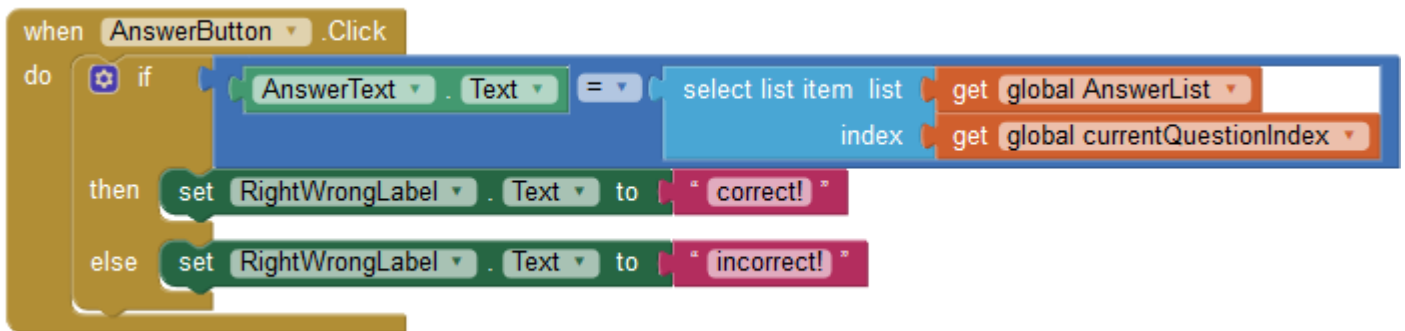 when AnswerButton .Click
do if AnswerText . Text = select list item list get global AnswerList
index get global currentQuestionIndex
then set RightWrongLabel . Text to “ correct! ”
else set RightWrongLabel . Text to “ incorrect! ”